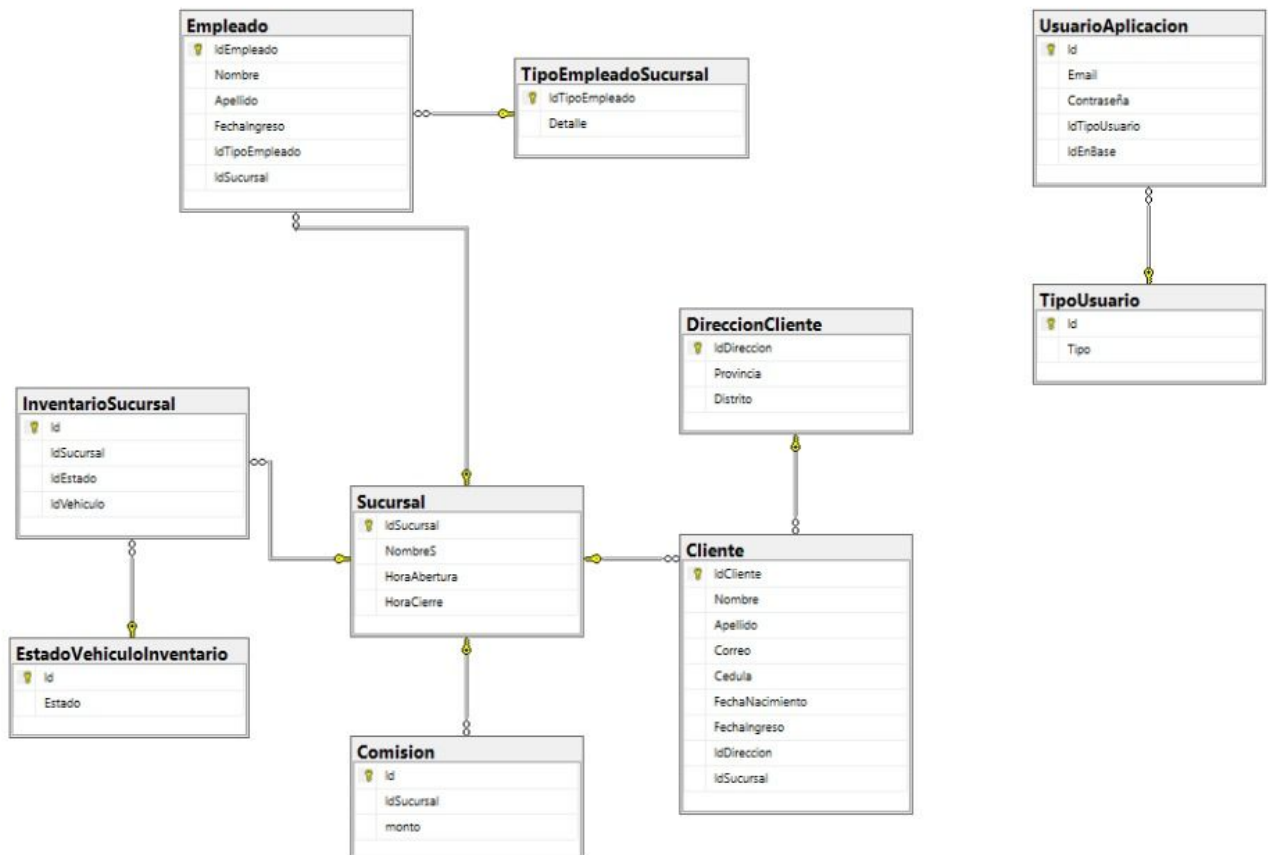 Empleado
IdEmpleado
Nombre
Apellido
FechaIngreso
IdTipoEmpleado
IdSucursal
TipoEmpleadoSucursal
IdTipoEmpleado
Detalle
UsuarioAplicacion
Id
Email
Contraseña
IdTipoUsuario
IdEnBase
TipoUsuario
Id
Tipo
DireccionCliente
IdDireccion
Provincia
Distrito
InventarioSucursal
Id
IdSucursal
IdEstado
IdVehiculo
Sucursal
IdSucursal
NombreS
HoraAbertura
HoraCierre
Cliente
IdCliente
Nombre
Apellido
Correo
Cedula
FechaNacimiento
FechaIngreso
IdDireccion
IdSucursal
EstadoVehiculoInventario
Id
Estado
Comision
Id
IdSucursal
monto